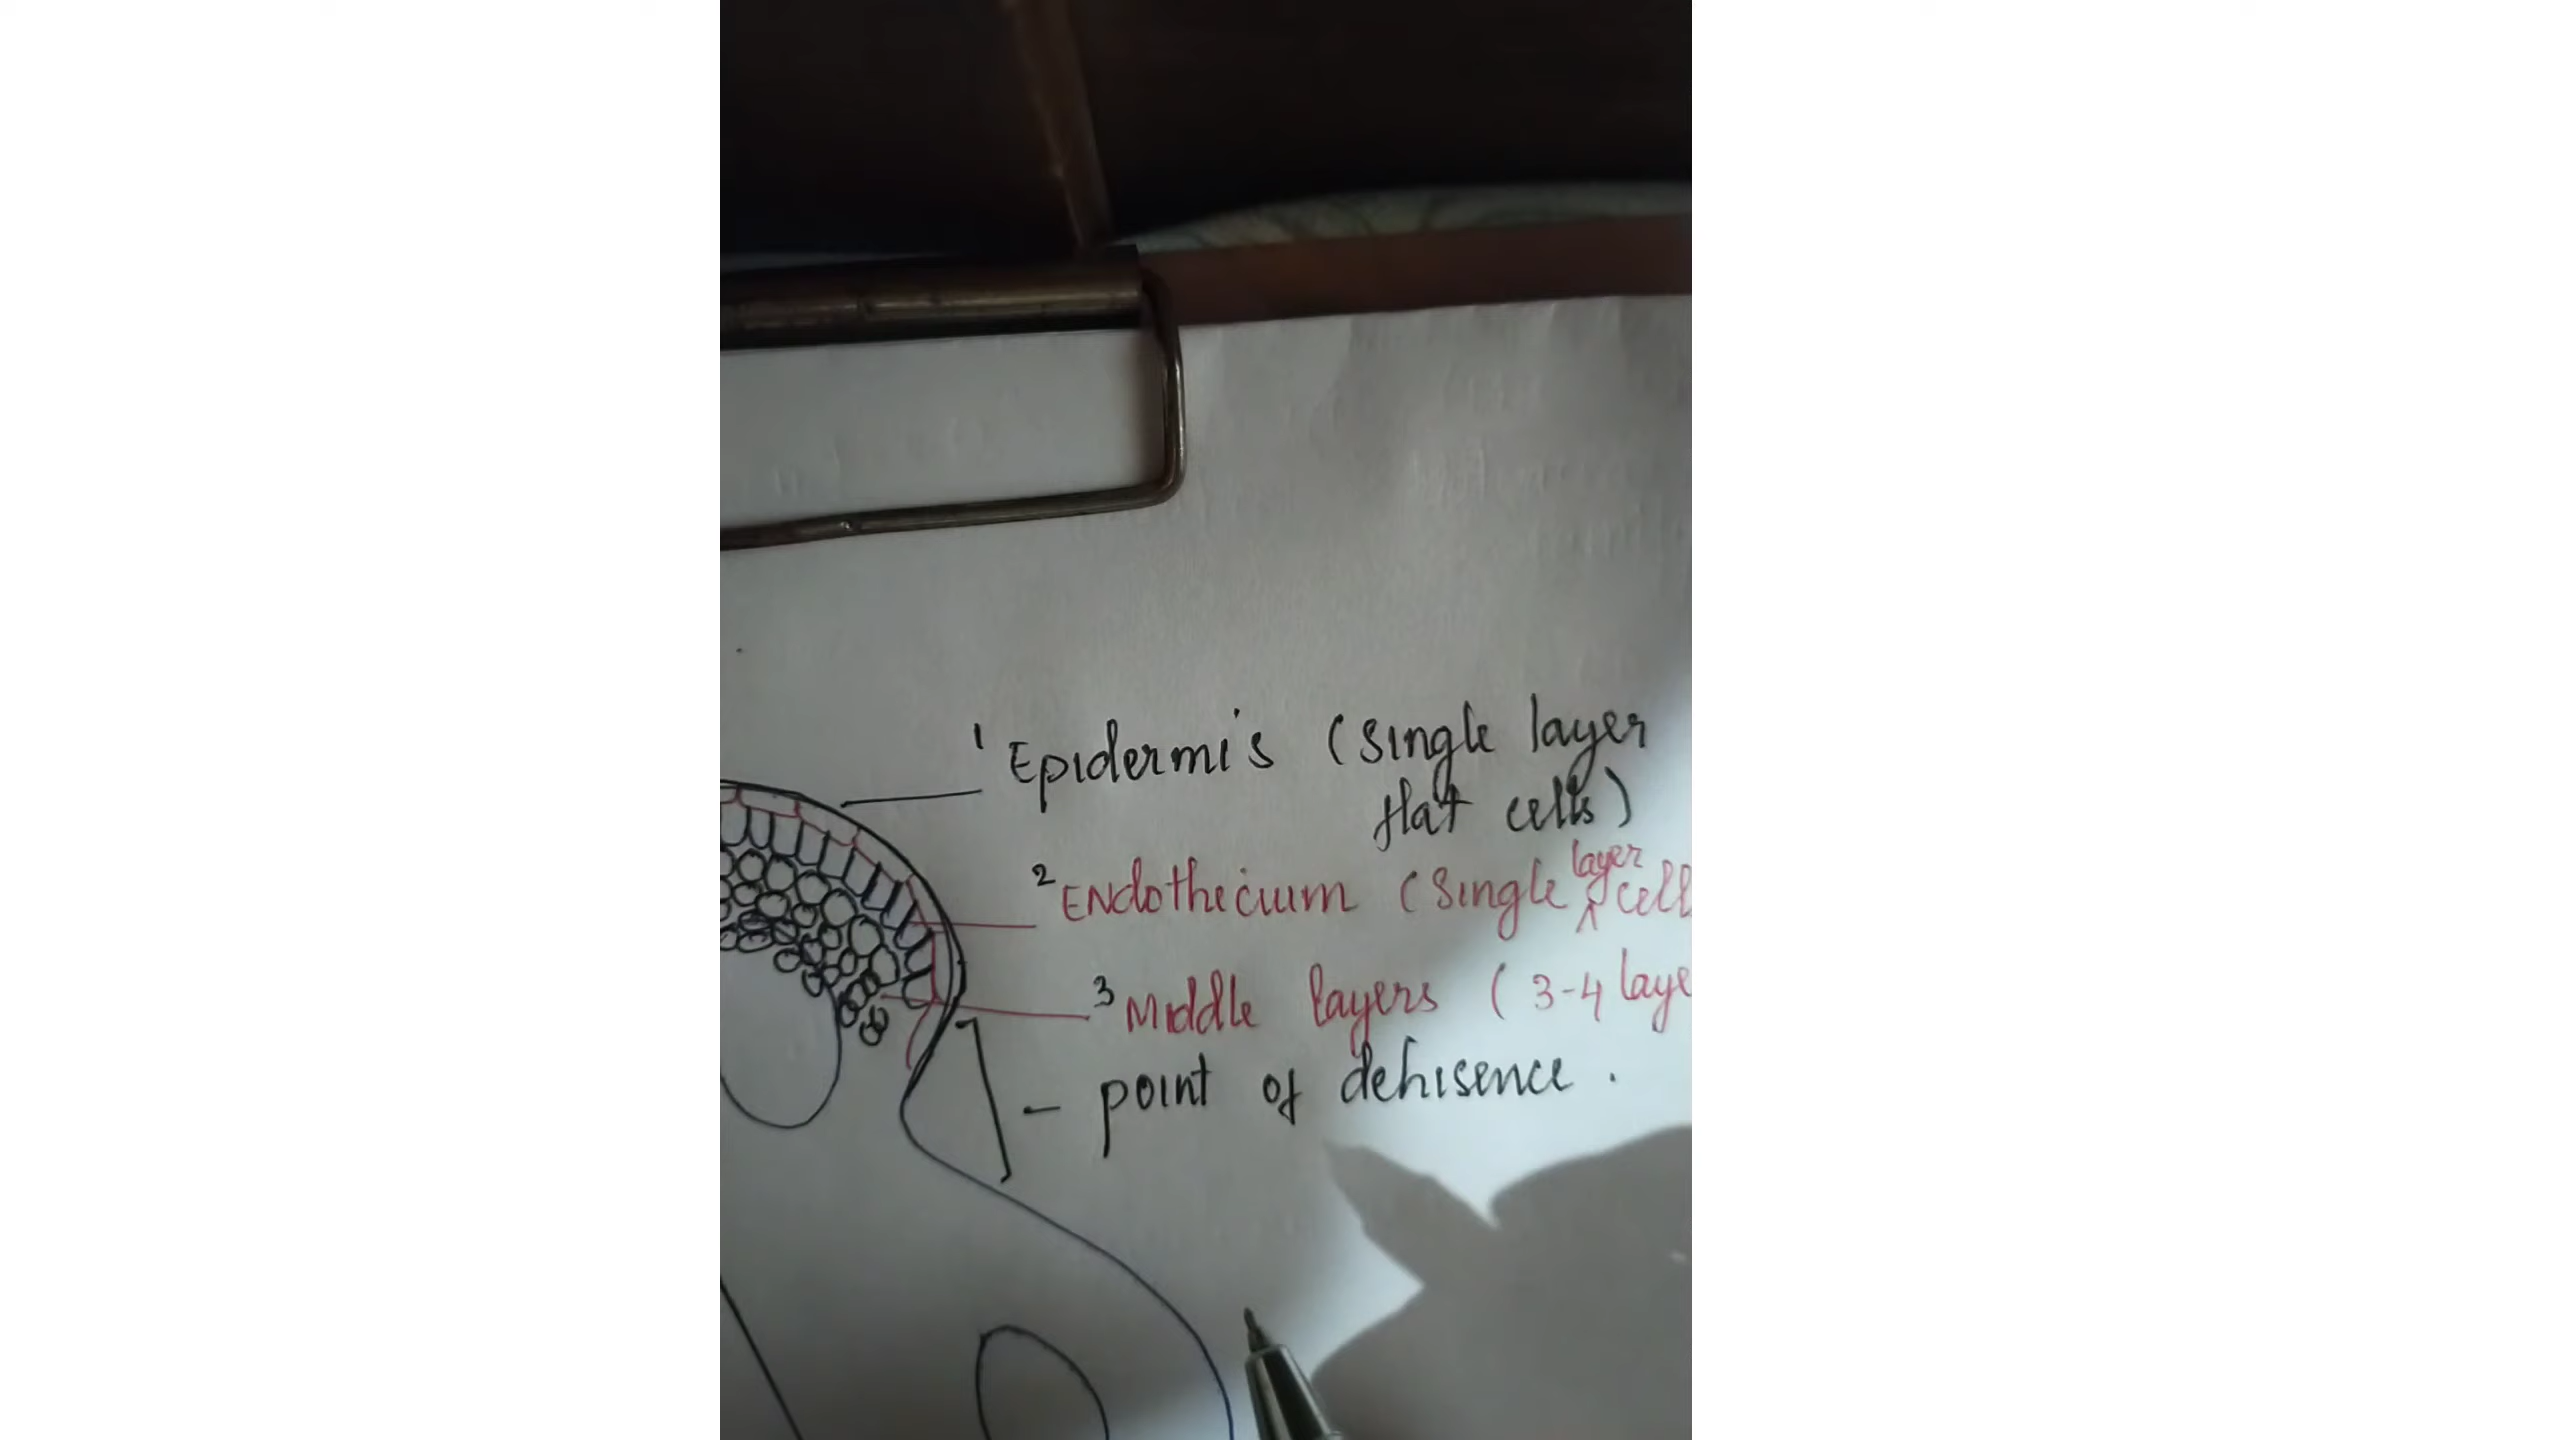 1 Epidermis (single layer
flat cells)
2 Endothecium (single layer cell
3 Middle layers (3-4 laye
- point of dehisence.